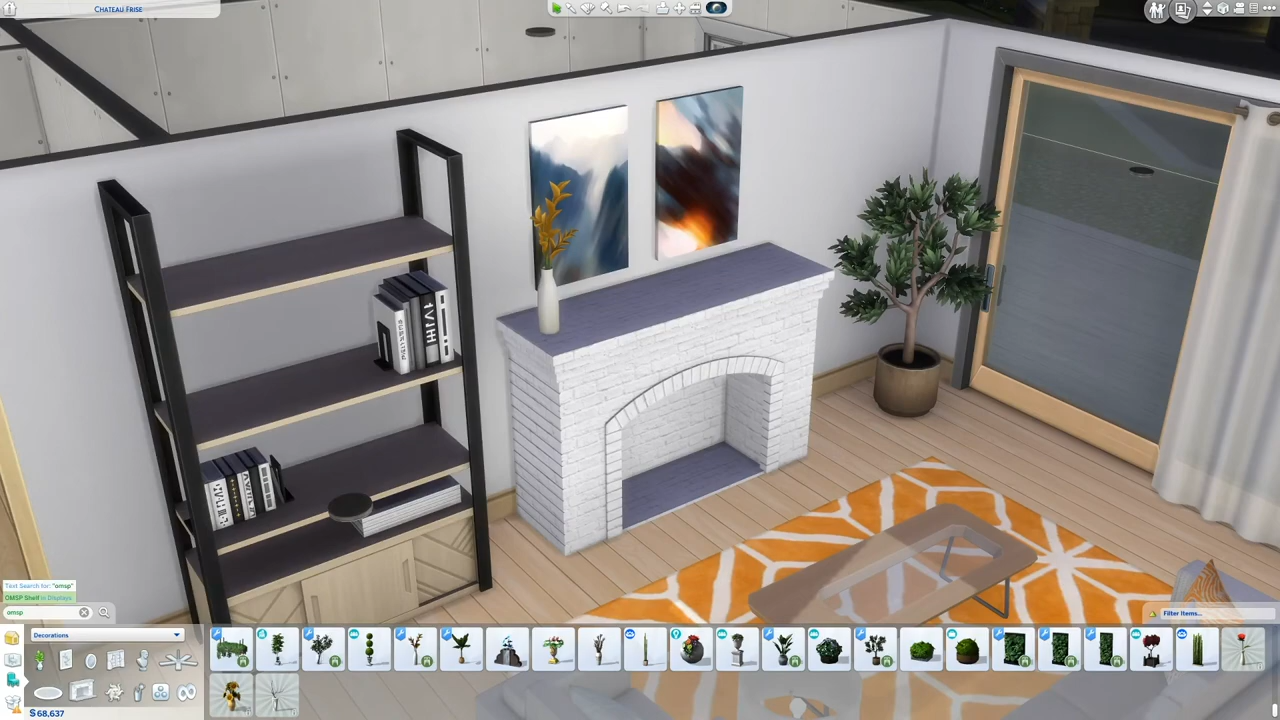 CHATEAU FRISE
Text Search for: "omsp"
OMSP Shelf in Displays
omsp
Filter Items...
Decorations
$68,637